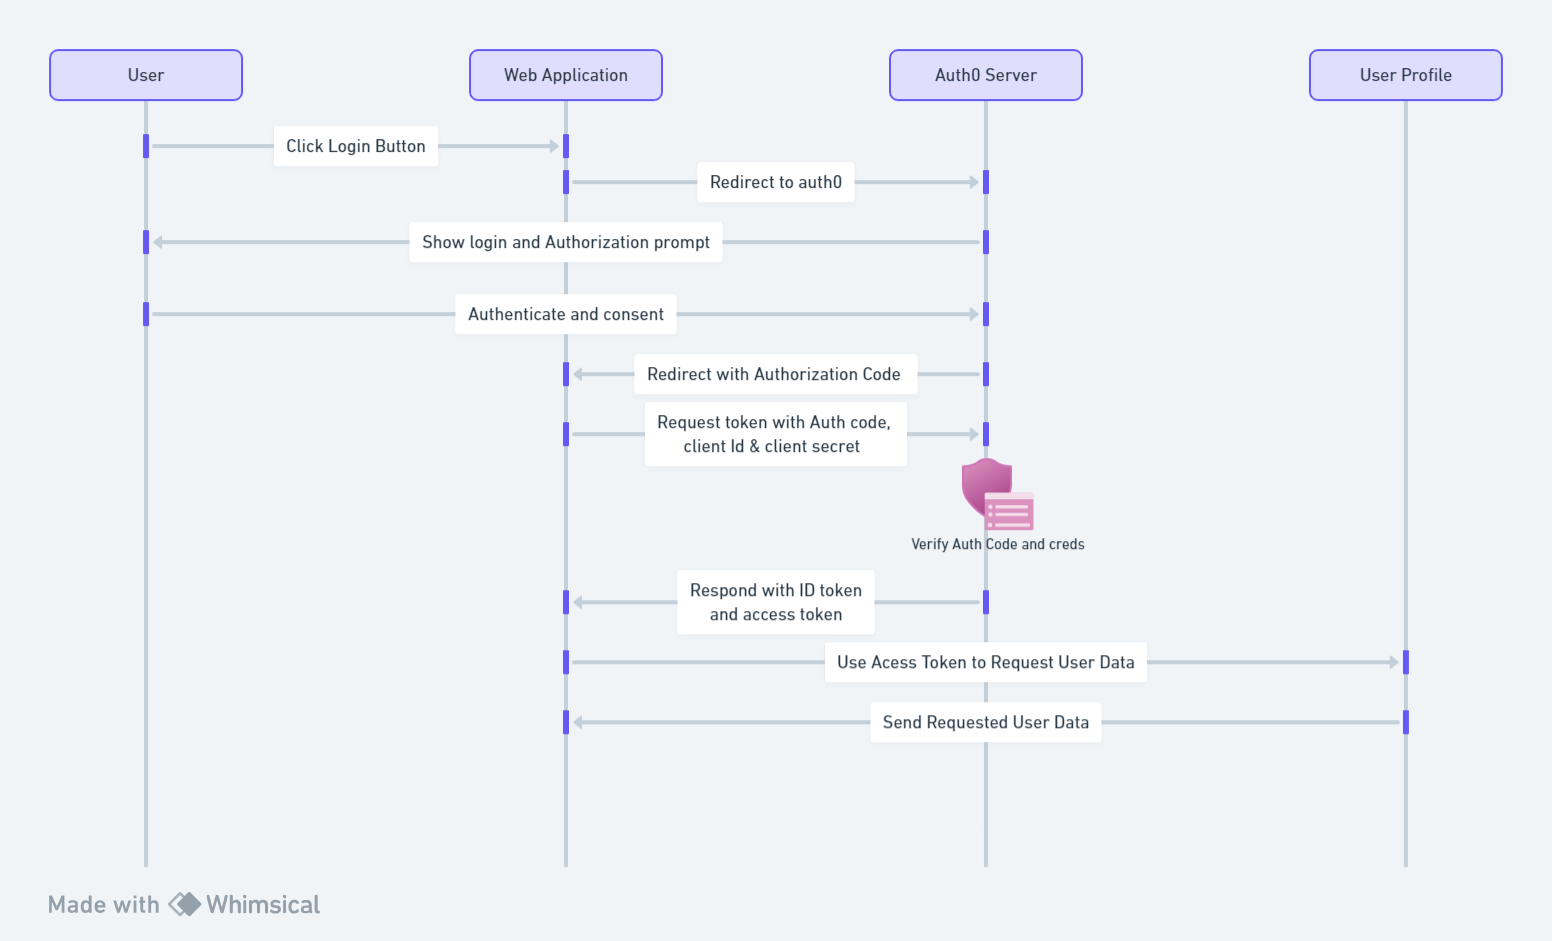 User
Web Application
Auth0 Server
User Profile
Click Login Button
Redirect to auth0
Show login and Authorization prompt
Authenticate and consent
Redirect with Authorization Code
Request token with Auth code,
client Id & client secret
Verify Auth Code and creds
Respond with ID token
and access token
Use Acess Token to Request User Data
Send Requested User Data
Made with Whimsical